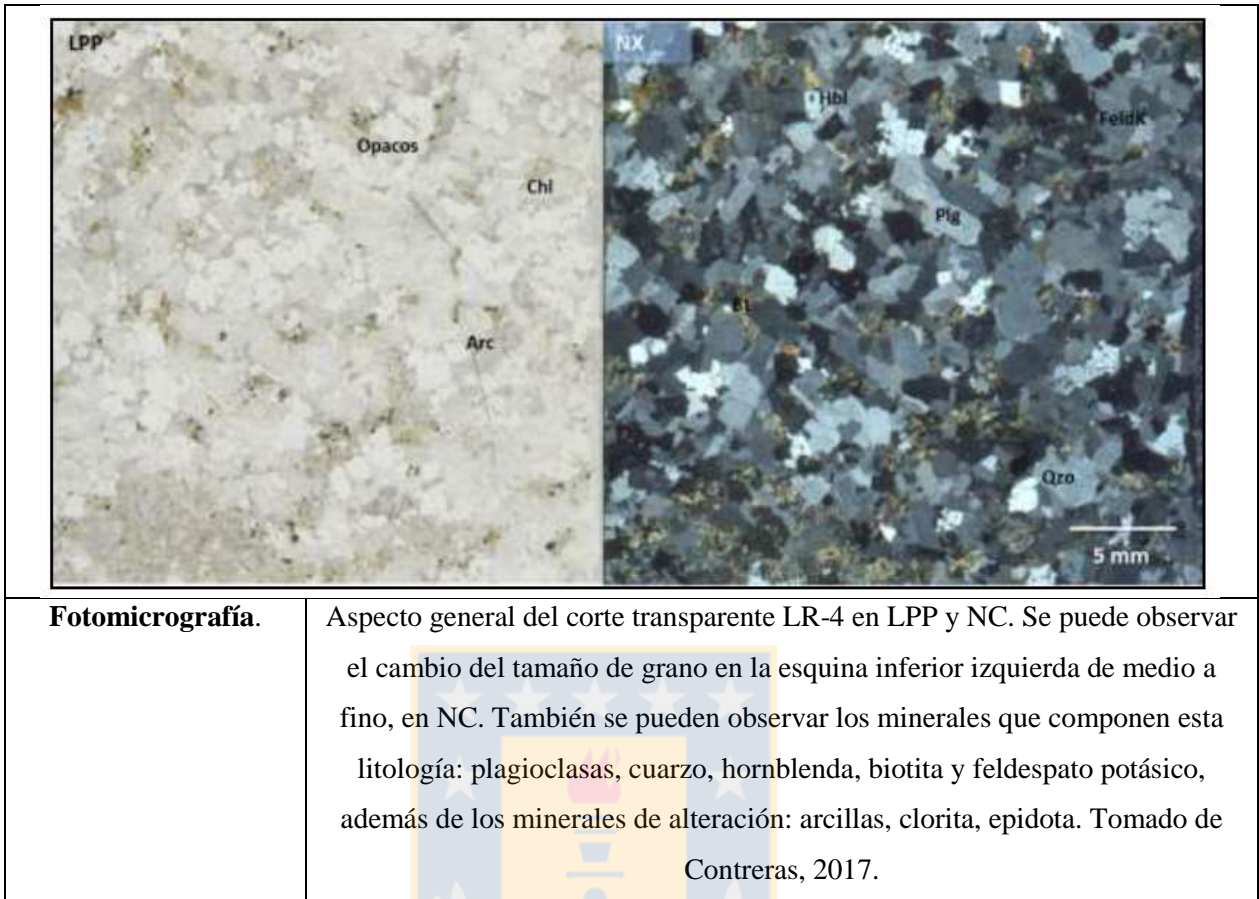 LPP
NX
Opacos
Hbl
FeldK
Chl
Plg
Bt
Arc
Qzo
5 mm
Fotomicrografía.
Aspecto general del corte transparente LR-4 en LPP y NC. Se puede observar
el cambio del tamaño de grano en la esquina inferior izquierda de medio a
fino, en NC. También se pueden observar los minerales que componen esta
litología: plagioclasas, cuarzo, hornblenda, biotita y feldespato potásico,
además de los minerales de alteración: arcillas, clorita, epidota. Tomado de
Contreras, 2017.